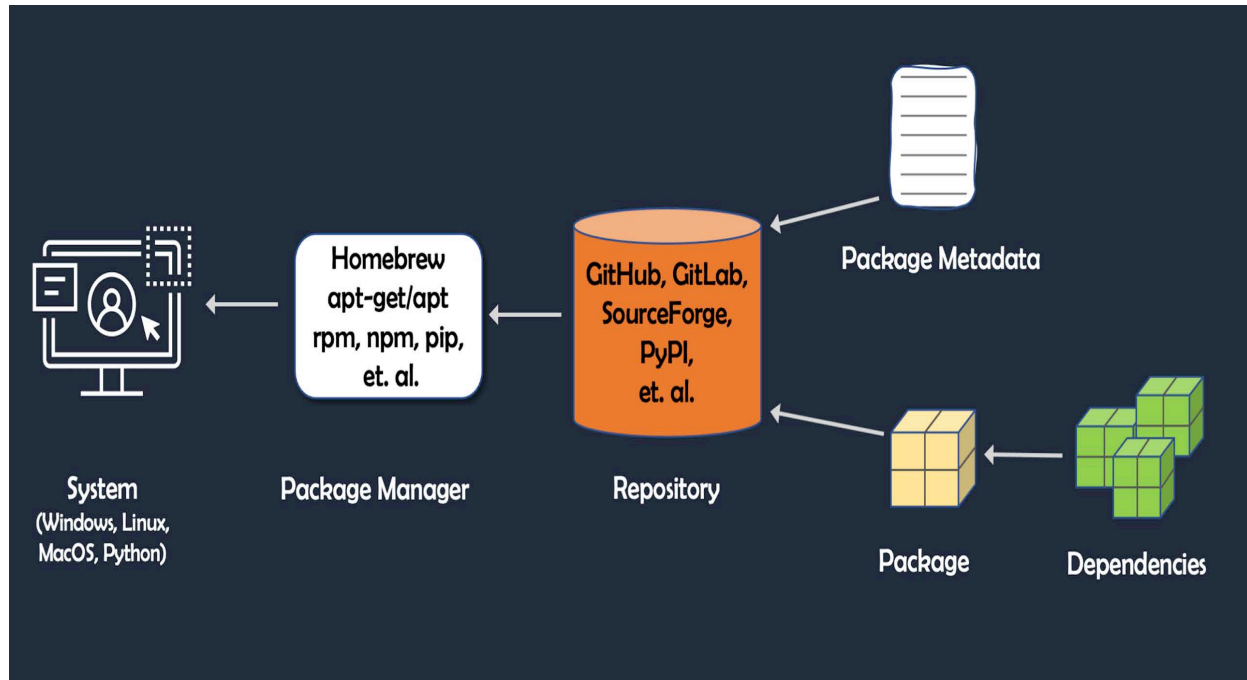 Homebrew
apt-get/apt
rpm, npm, pip,
et. al.
GitHub, GitLab,
SourceForge,
PyPI,
et. al.
Package Metadata
System
(Windows, Linux,
MacOS, Python)
Package Manager
Repository
Package
Dependencies